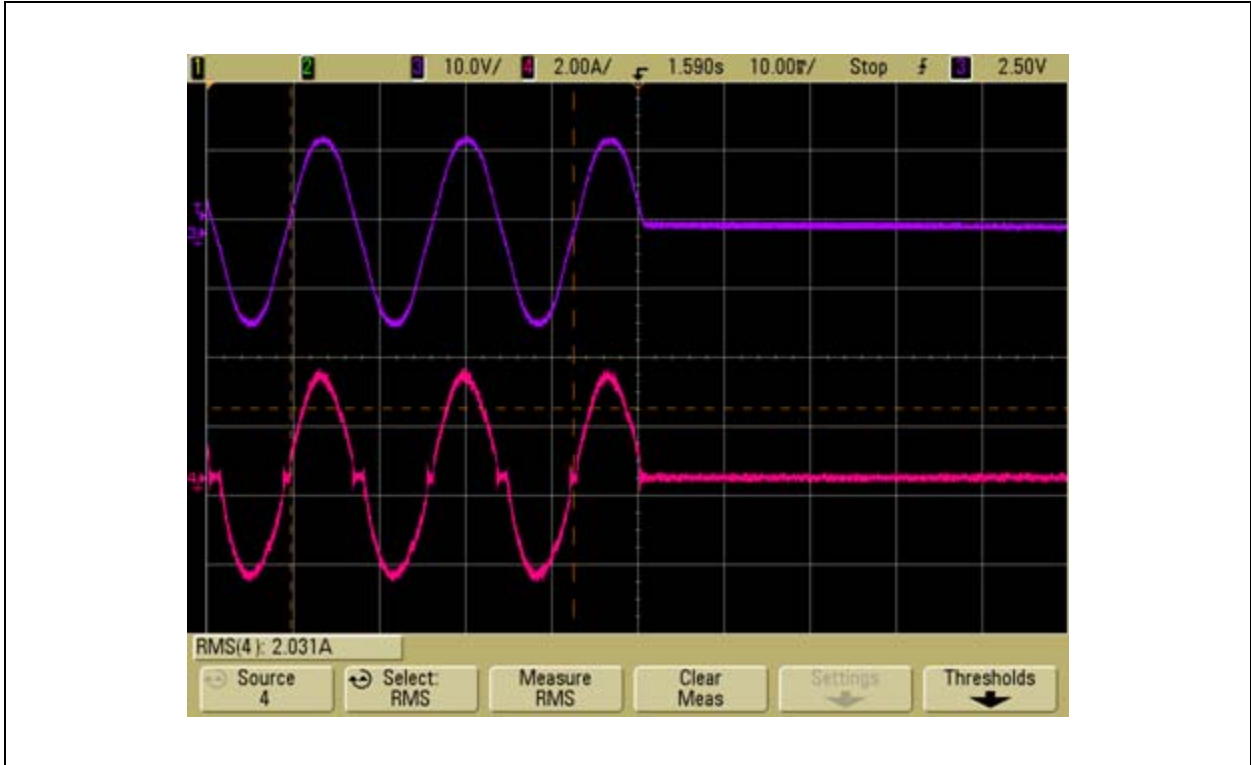 1 2 3 10.0V/ 4 2.00A/ 1.590s 10.00ms/ Stop 3 2.50V
RMS(4): 2.031A
Source
4
Select:
RMS
Measure
RMS
Clear
Meas
Settings
Thresholds